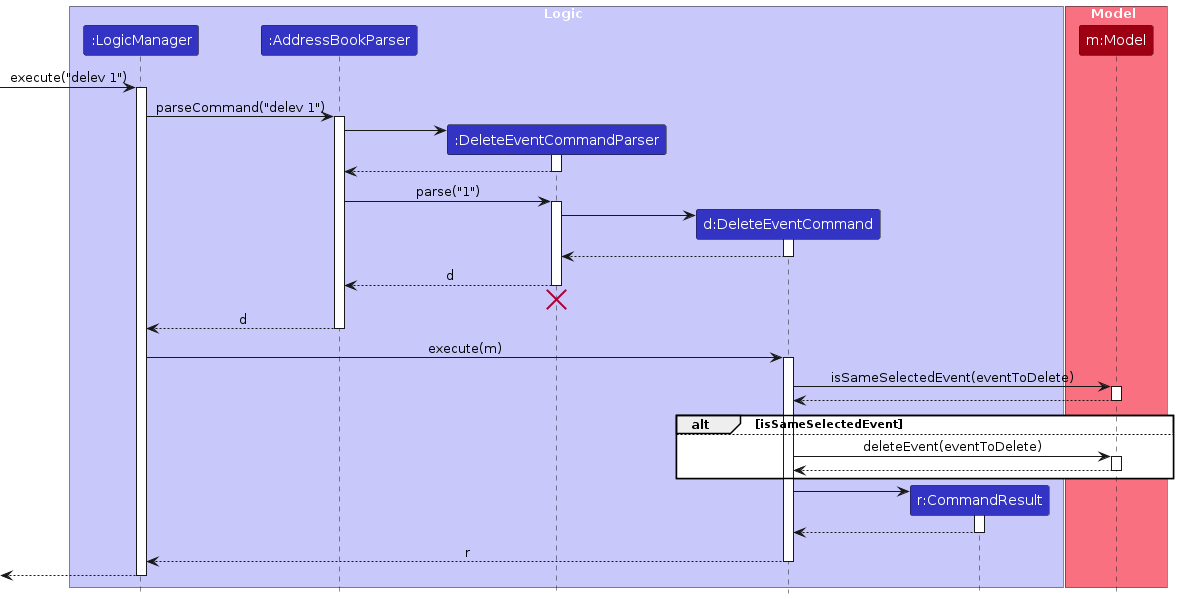 Logic
Model
:LogicManager
:AddressBookParser
m:Model
execute("delev 1")
parseCommand("delev 1")
:DeleteEventCommandParser
parse("1")
d:DeleteEventCommand
d
d
execute(m)
isSameSelectedEvent(eventToDelete)
alt
[isSameSelectedEvent]
deleteEvent(eventToDelete)
r:CommandResult
r